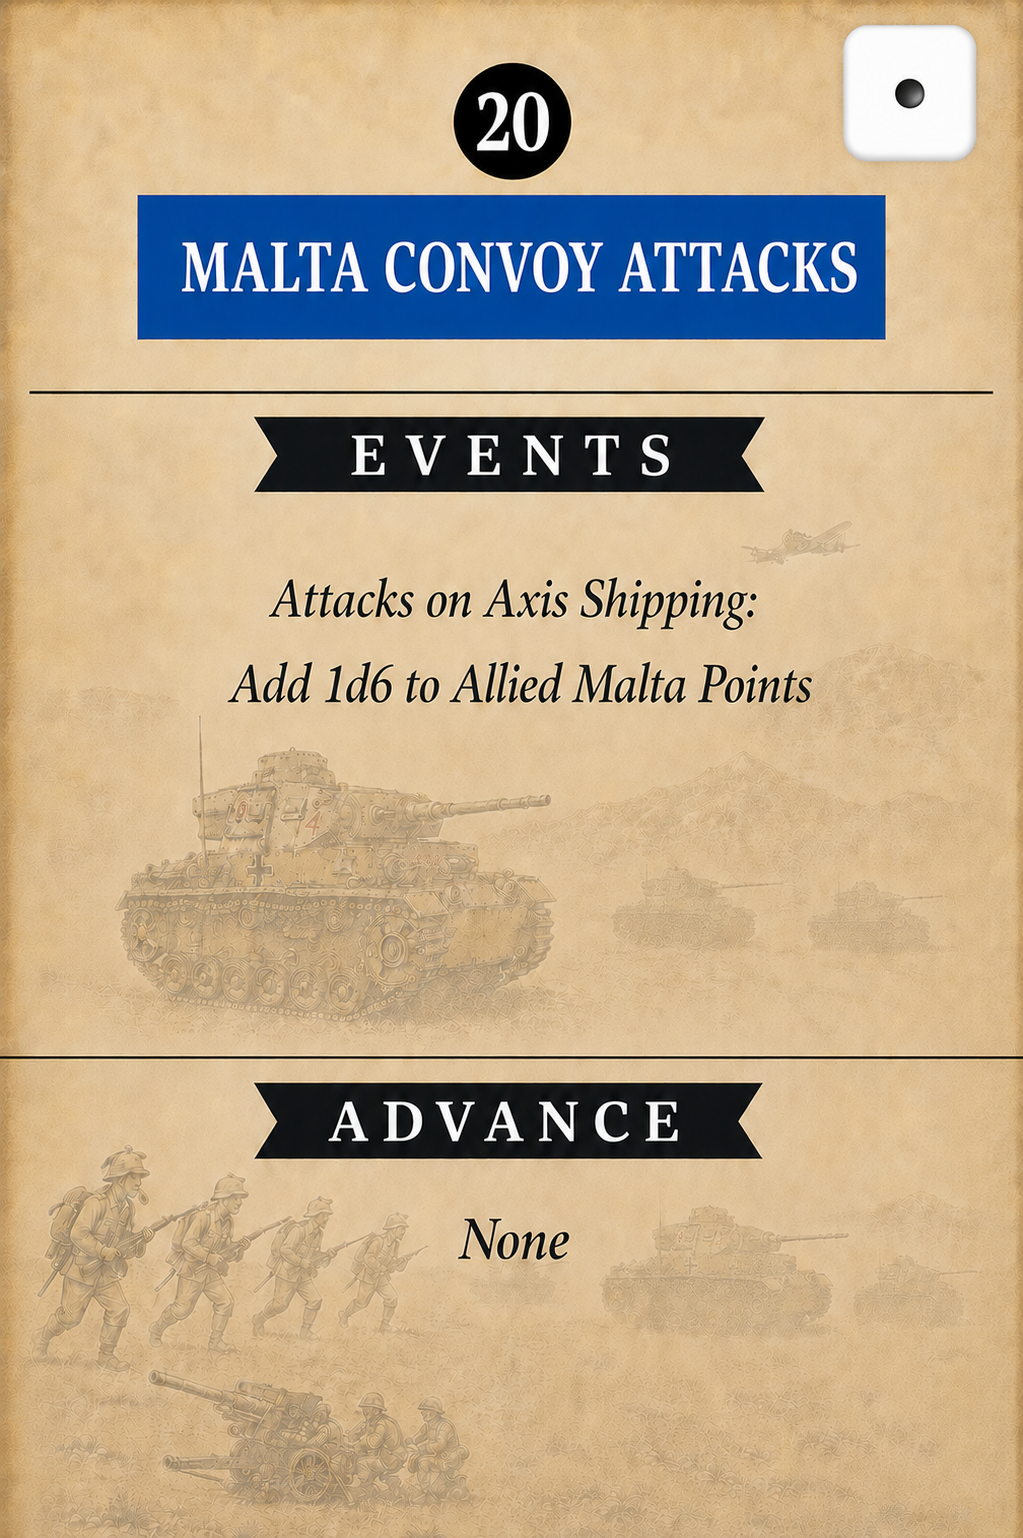 20
MALTA CONVOY ATTACKS
EVENTS
Attacks on Axis Shipping:
Add 1d6 to Allied Malta Points
ADVANCE
None